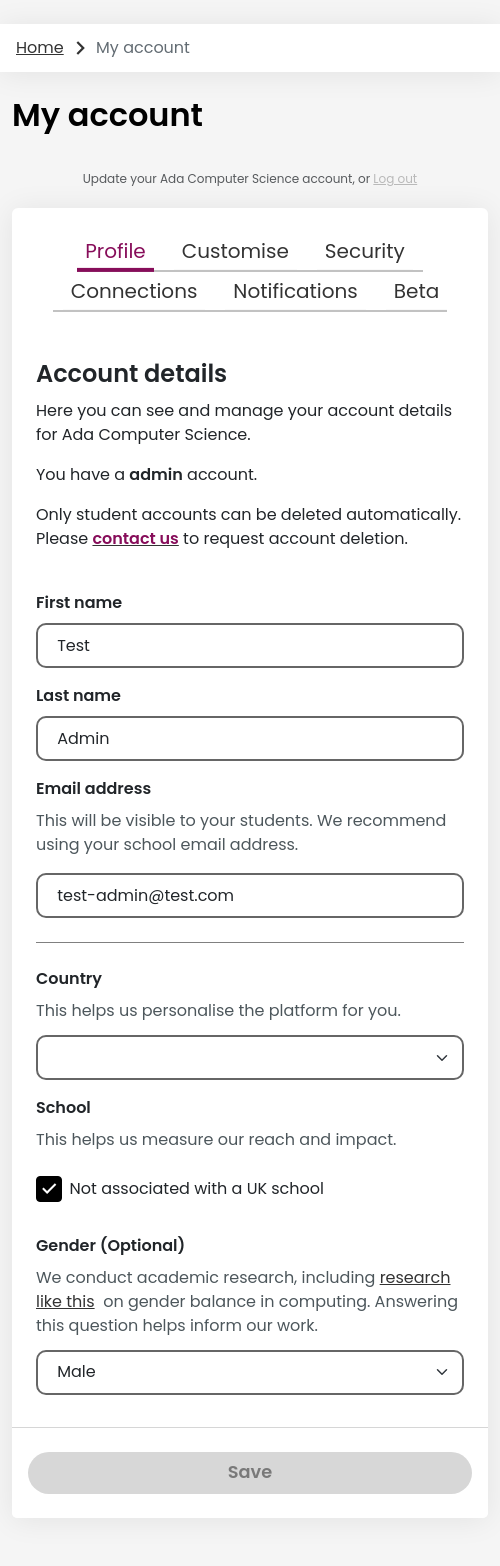 Home > My account
My account
Update your Ada Computer Science account, or Log out
Profile Customise Security
Connections Notifications Beta
Account details
Here you can see and manage your account details
for Ada Computer Science.
You have a admin account.
Only student accounts can be deleted automatically.
Please contact us to request account deletion.
First name
Test
Last name
Admin
Email address
This will be visible to your students. We recommend
using your school email address.
test-admin@test.com
Country
This helps us personalise the platform for you.
School
This helps us measure our reach and impact.
Not associated with a UK school
Gender (Optional)
We conduct academic research, including research
like this on gender balance in computing. Answering
this question helps inform our work.
Male
Save